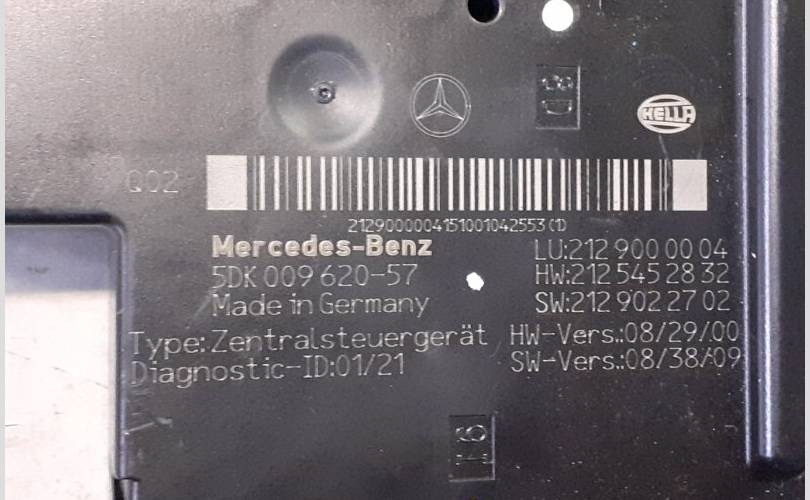 HELLA
Q02
2129000004151001042553(1)
Mercedes-Benz
LU:212 900 00 04
5DK 009 620-57
HW:212 545 28 32
Made in Germany
SW:212 902 27 02
Type: Zentralsteuergerät
HW-Vers.:08/29/00
Diagnostic-ID:01/21
SW-Vers.:08/38/09